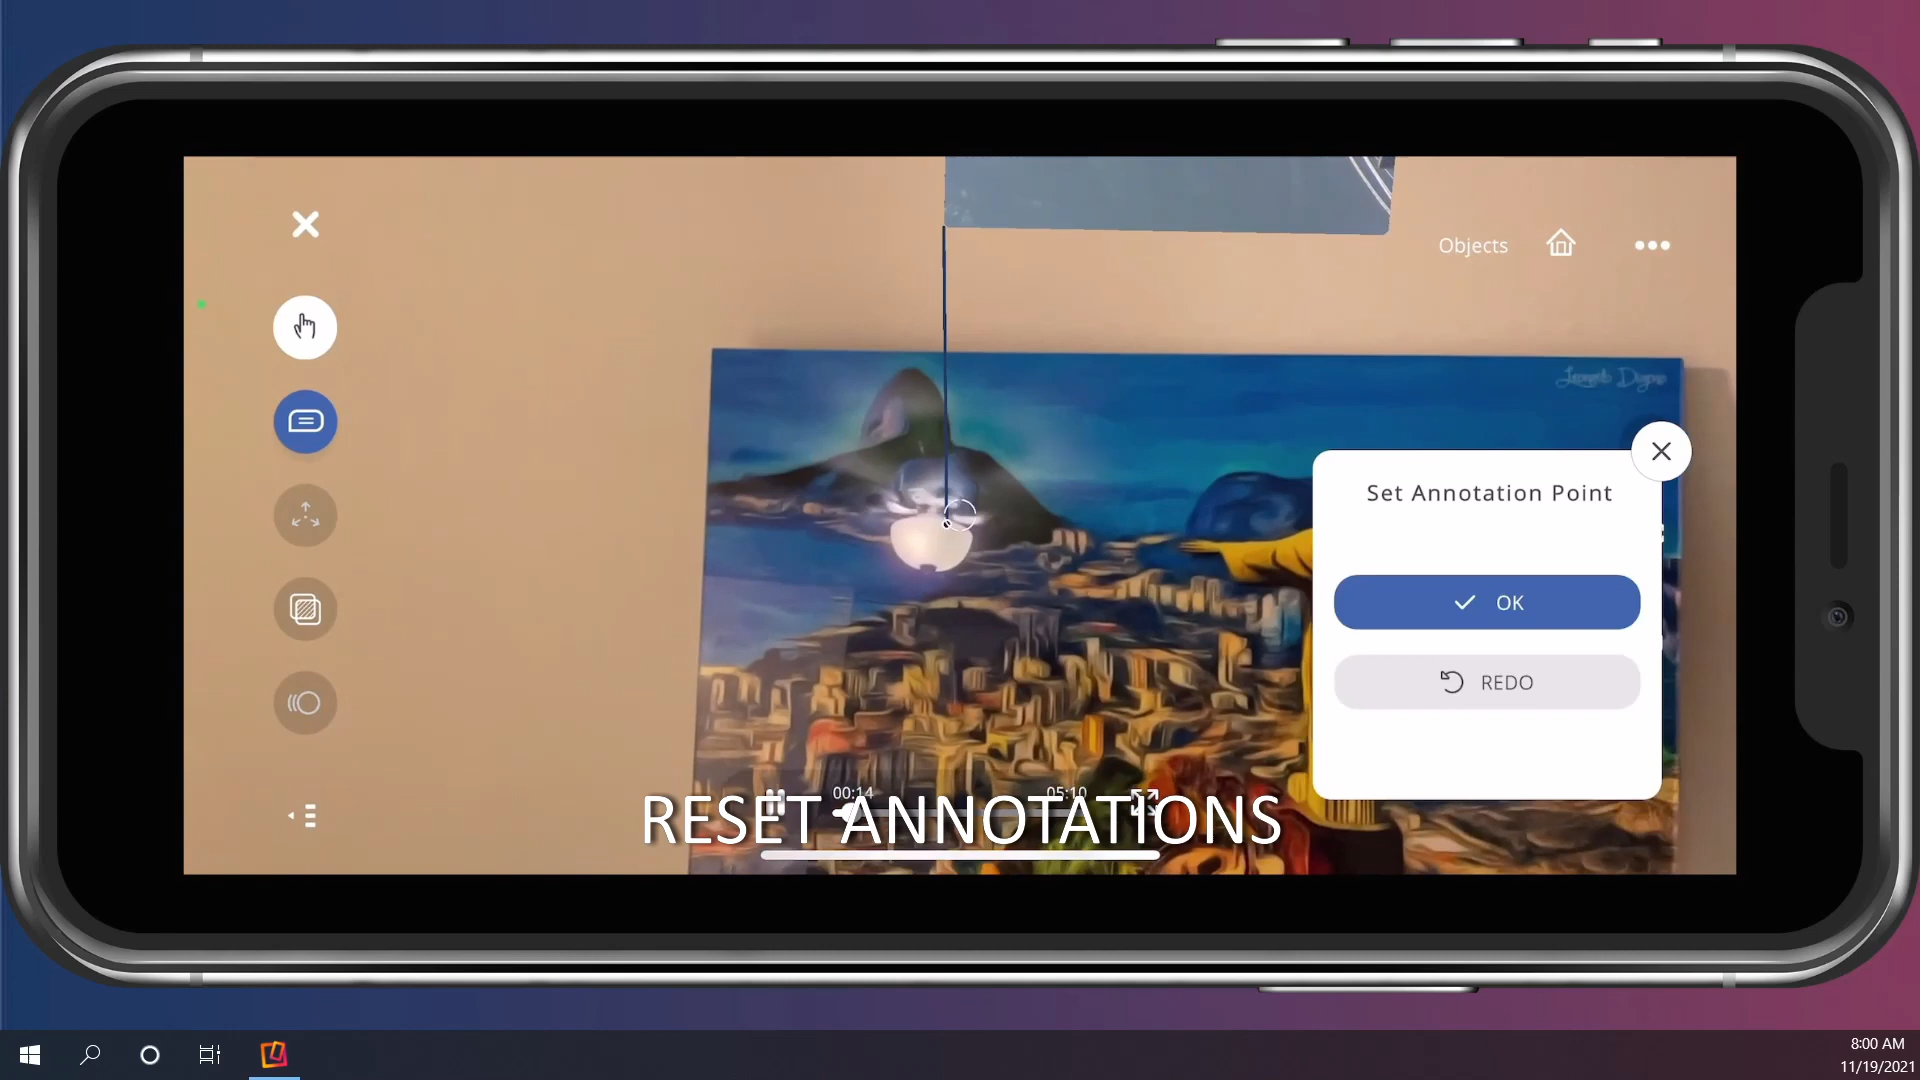 Objects
Set Annotation Point
OK
REDO
00:14
05:10
RESET ANNOTATIONS
8:00 AM
11/19/2021